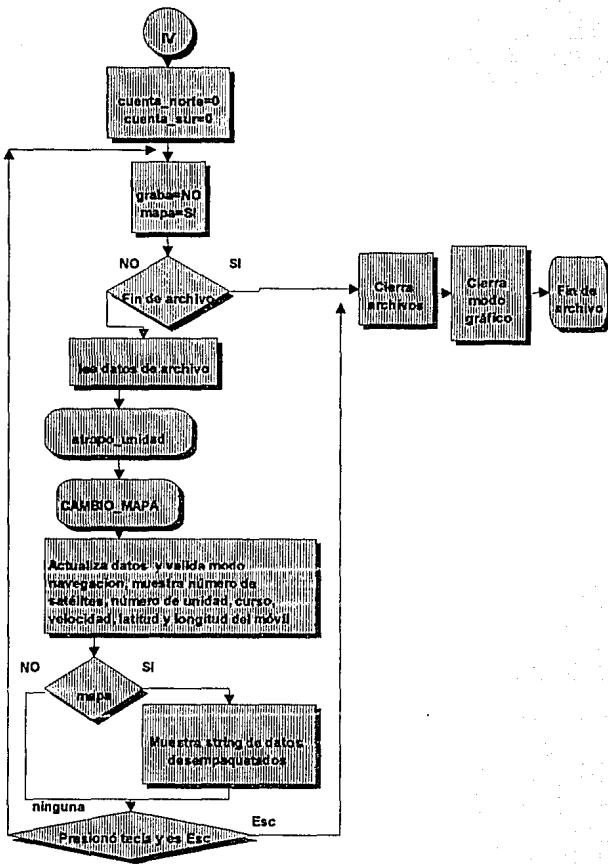 IV
cuenta_norte=0
cuenta_sur=0
graba=NO
mapa=SI
NO
SI
Fin de archivo
Cierra
archivos
Cierra
modo
gráfico
Fin de
archivo
lee datos de archivo
atrapo_unidad
CAMBIO_MAPA
Actualiza datos y valida modo
navegacion, muestra número de
satélites, número de unidad, curso,
velocidad, latitud y longitud del móvil
NO
SI
mapa
Muestra string de datos
desempaquetados
ninguna
Esc
Presionó tecla y es Esc